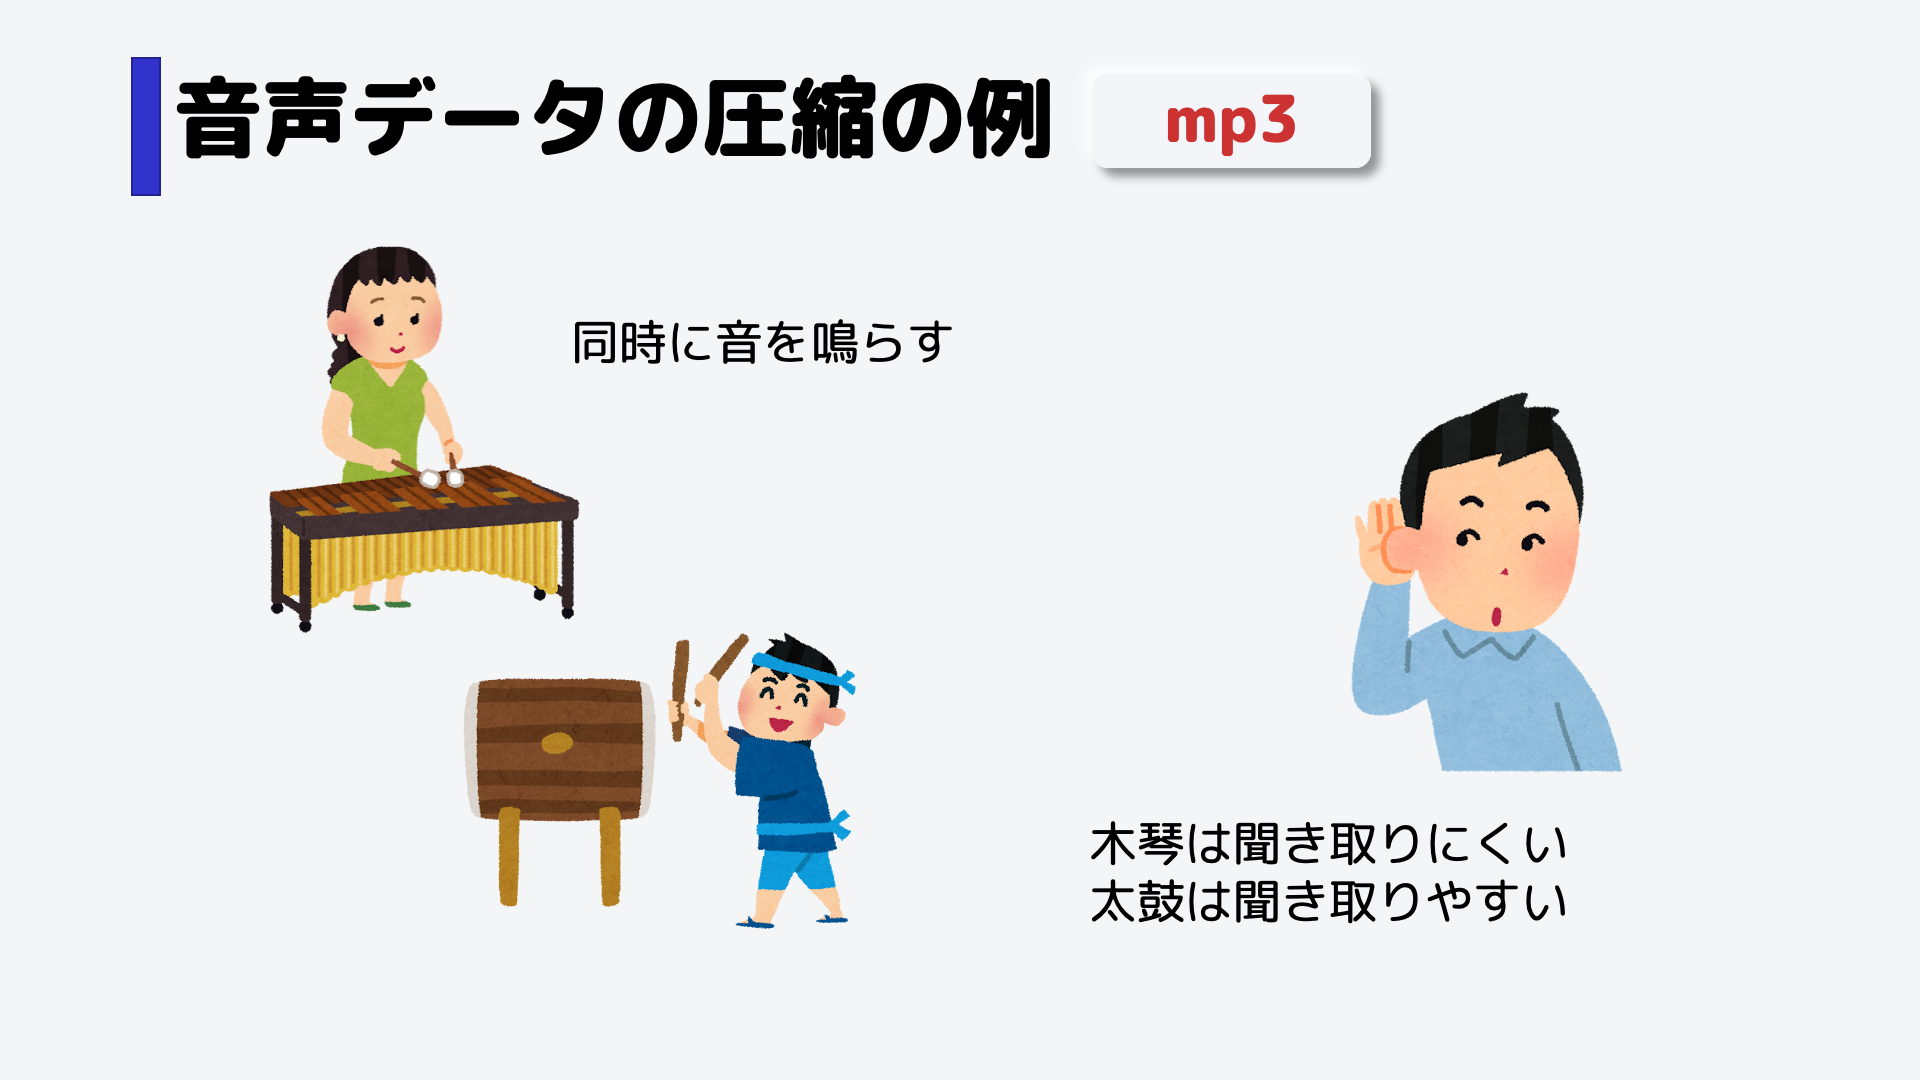 音声データの圧縮の例
mp3
同時に音を鳴らす
木琴は聞き取りにくい
太鼓は聞き取りやすい